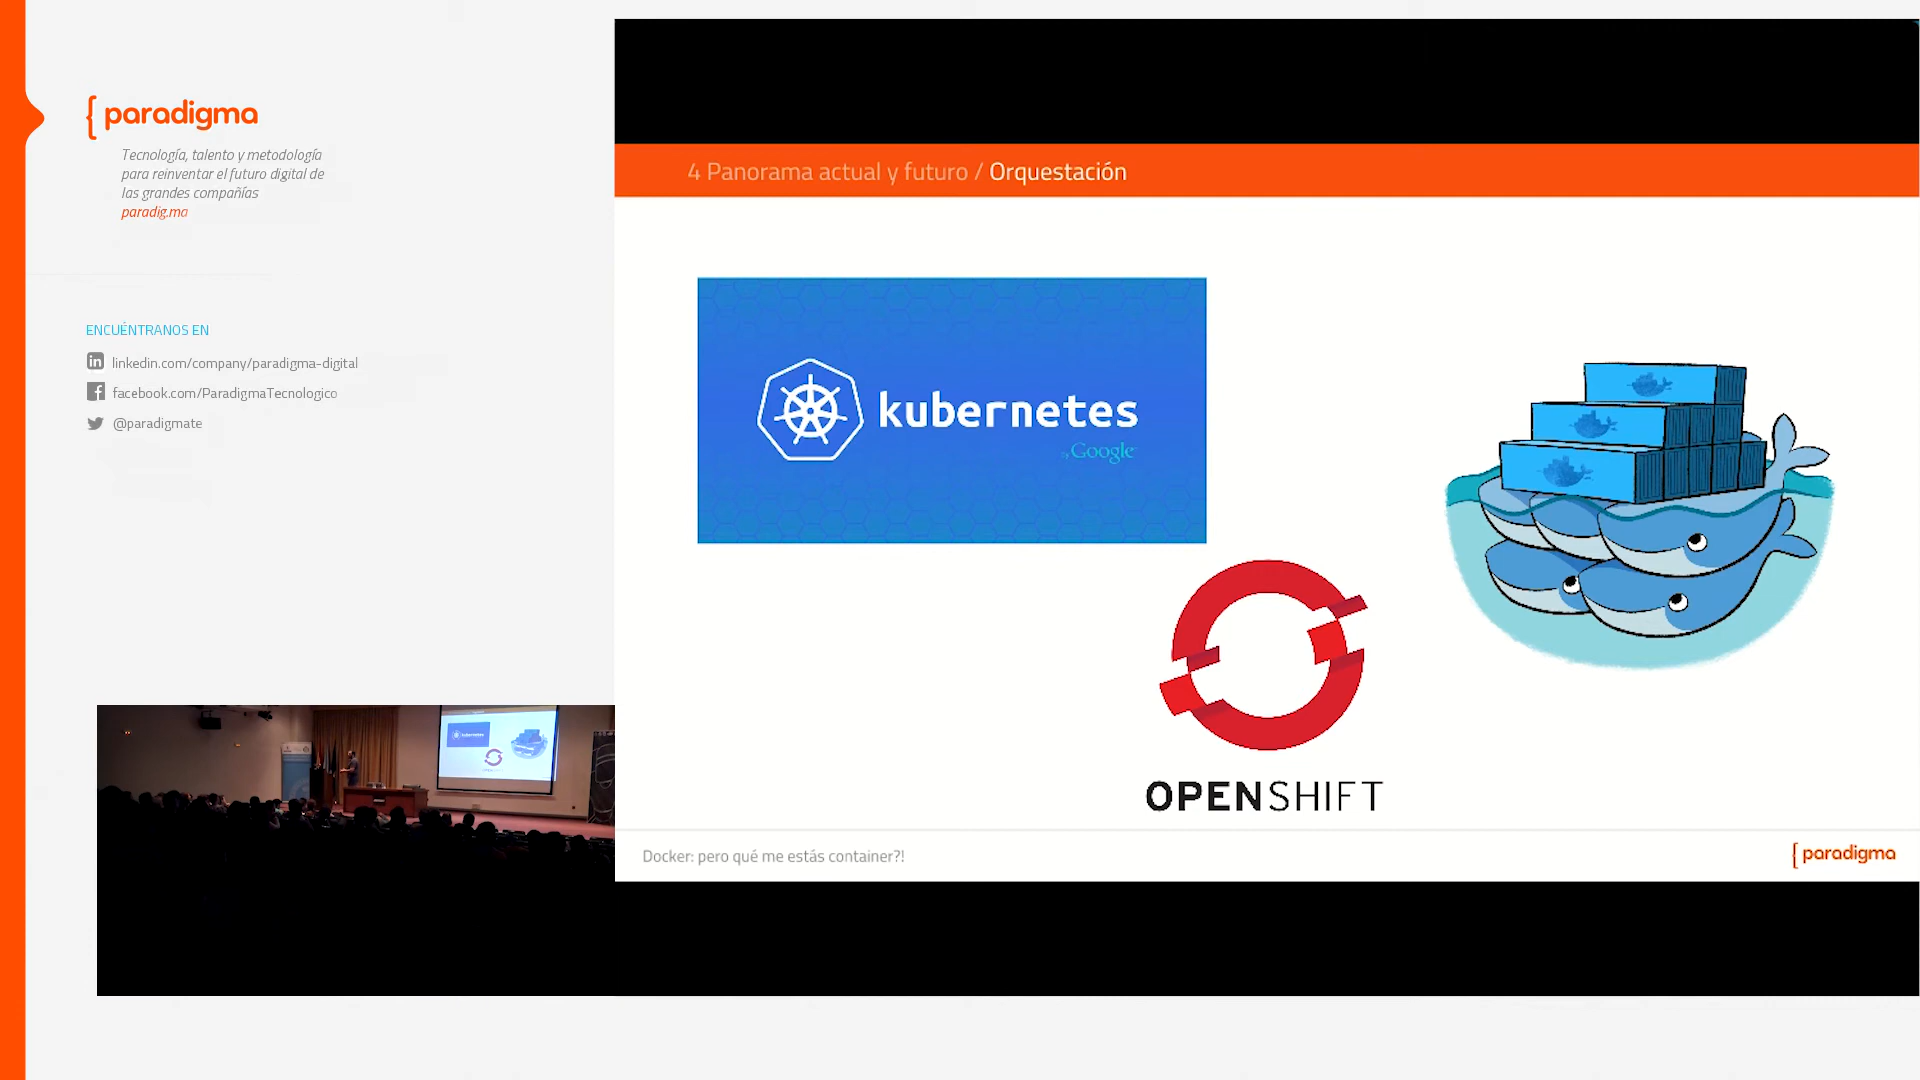 { paradigma
Tecnología, talento y metodología
para reinventar el futuro digital de
las grandes compañías
paradig.ma
ENCUÉNTRANOS EN
linkedin.com/company/paradigma-digital
facebook.com/ParadigmaTecnologico
@paradigmate
4 Panorama actual y futuro / Orquestación
kubernetes
by Google
OPENSHIFT
Docker: pero qué me estás container?!
{ paradigma